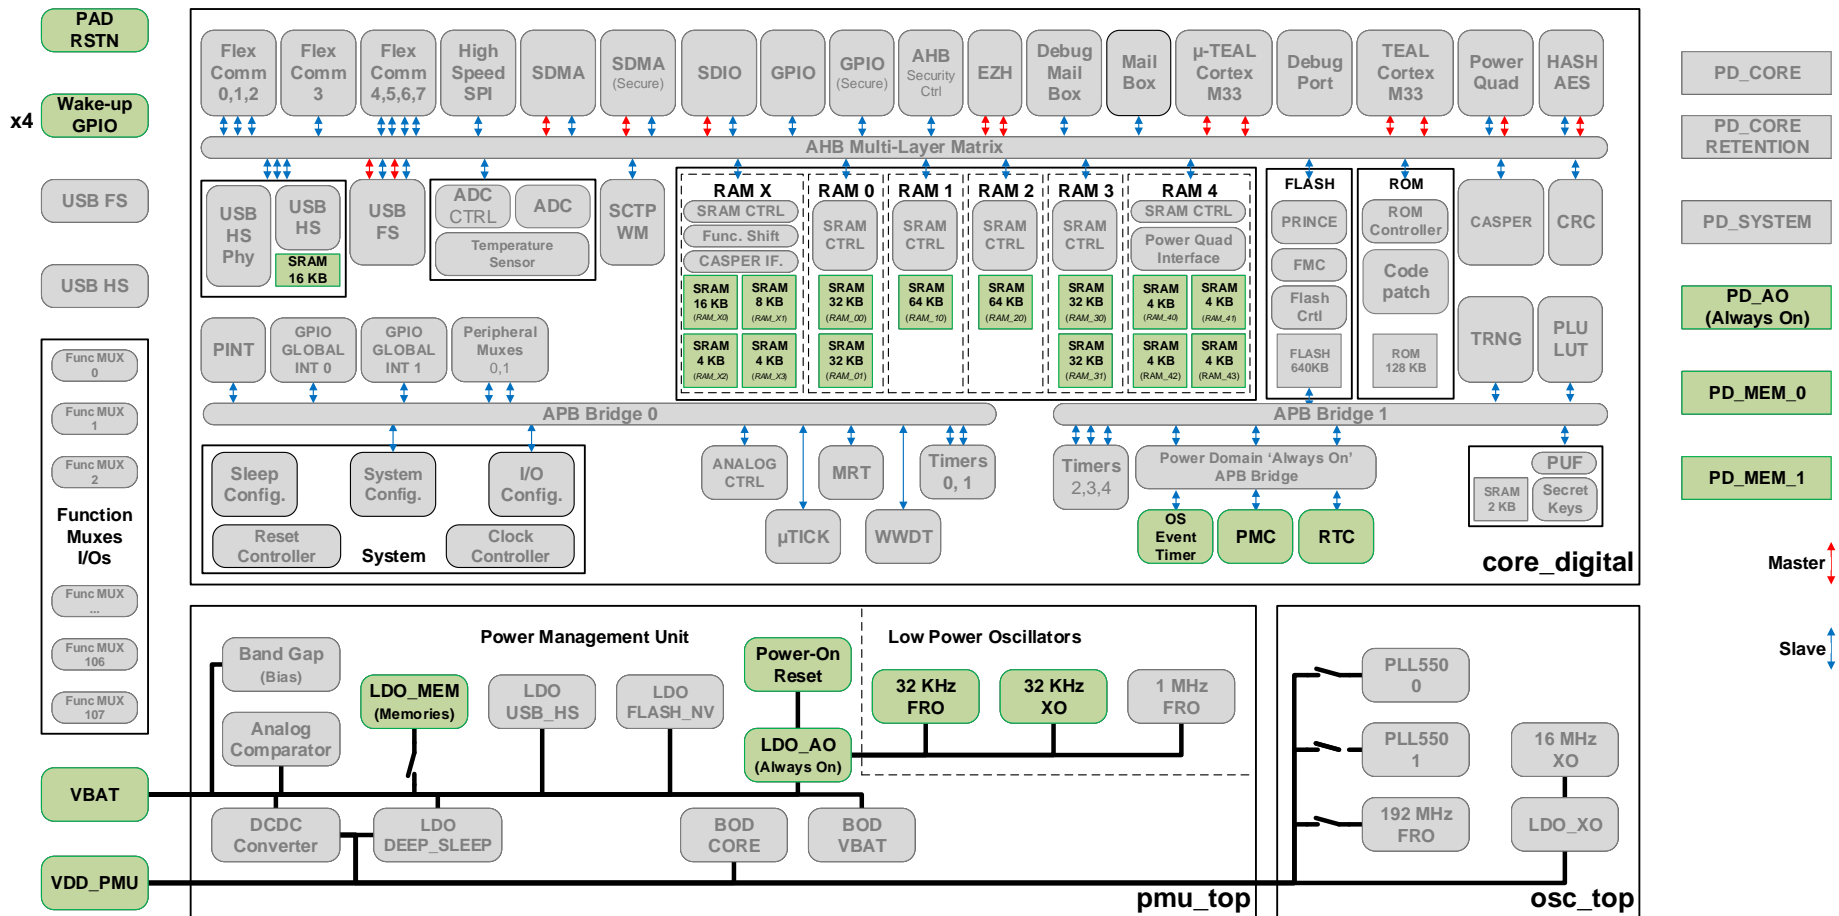 PAD
RSTN
x4
Wake-up
GPIO
USB FS
USB HS
Func MUX
0
Func MUX
1
Func MUX
2
Function
Muxes
I/Os
Func MUX
...
Func MUX
106
Func MUX
107
VBAT
VDD_PMU
Flex
Comm
0,1,2
Flex
Comm
3
Flex
Comm
4,5,6,7
High
Speed
SPI
SDMA
SDMA
(Secure)
SDIO
GPIO
GPIO
(Secure)
AHB
Security
Ctrl
EZH
Debug
Mail
Box
Mail
Box
µ-TEAL
Cortex
M33
Debug
Port
TEAL
Cortex
M33
Power
Quad
HASH
AES
AHB Multi-Layer Matrix
USB
HS
Phy
USB
HS
SRAM
16 KB
USB
FS
ADC
CTRL
ADC
Temperature
Sensor
SCTP
WM
RAM X
SRAM CTRL
Func. Shift
CASPER IF.
SRAM
16 KB
(RAM_X0)
SRAM
8 KB
(RAM_X1)
SRAM
4 KB
(RAM_X2)
SRAM
4 KB
(RAM_X3)
RAM 0
SRAM
CTRL
SRAM
32 KB
(RAM_00)
SRAM
32 KB
(RAM_01)
RAM 1
SRAM
CTRL
SRAM
64 KB
(RAM_10)
RAM 2
SRAM
CTRL
SRAM
64 KB
(RAM_20)
RAM 3
SRAM
CTRL
SRAM
32 KB
(RAM_30)
SRAM
32 KB
(RAM_31)
RAM 4
SRAM CTRL
Power Quad
Interface
SRAM
4 KB
(RAM_40)
SRAM
4 KB
(RAM_41)
SRAM
4 KB
(RAM_42)
SRAM
4 KB
(RAM_43)
FLASH
PRINCE
FMC
Flash
Crtl
FLASH
640KB
ROM
ROM
Controller
Code
patch
ROM
128 KB
CASPER
CRC
TRNG
PLU
LUT
PINT
GPIO
GLOBAL
INT 0
GPIO
GLOBAL
INT 1
Peripheral
Muxes
0,1
APB Bridge 0
APB Bridge 1
Sleep
Config.
System
Config.
I/O
Config.
Reset
Controller
System
Clock
Controller
ANALOG
CTRL
µTICK
MRT
WWDT
Timers
0, 1
Timers
2,3,4
Power Domain ‘Always On’
APB Bridge
OS
Event
Timer
PMC
RTC
PUF
SRAM
2 KB
Secret
Keys
core_digital
Power Management Unit
Band Gap
(Bias)
Analog
Comparator
LDO_MEM
(Memories)
LDO
USB_HS
LDO
FLASH_NV
Power-On
Reset
LDO_AO
(Always On)
Low Power Oscillators
32 KHz
FRO
32 KHz
XO
1 MHz
FRO
DCDC
Converter
LDO
DEEP_SLEEP
BOD
CORE
BOD
VBAT
pmu_top
PLL550
0
PLL550
1
192 MHz
FRO
16 MHz
XO
LDO_XO
osc_top
PD_CORE
PD_CORE
RETENTION
PD_SYSTEM
PD_AO
(Always On)
PD_MEM_0
PD_MEM_1
Master
Slave